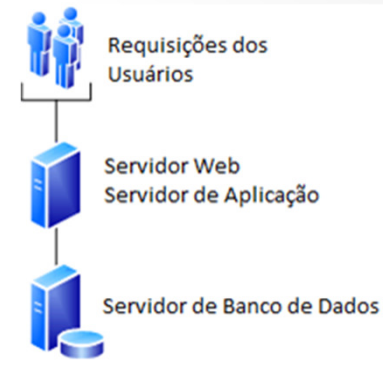 Requisições dos
Usuários
Servidor Web
Servidor de Aplicação
Servidor de Banco de Dados